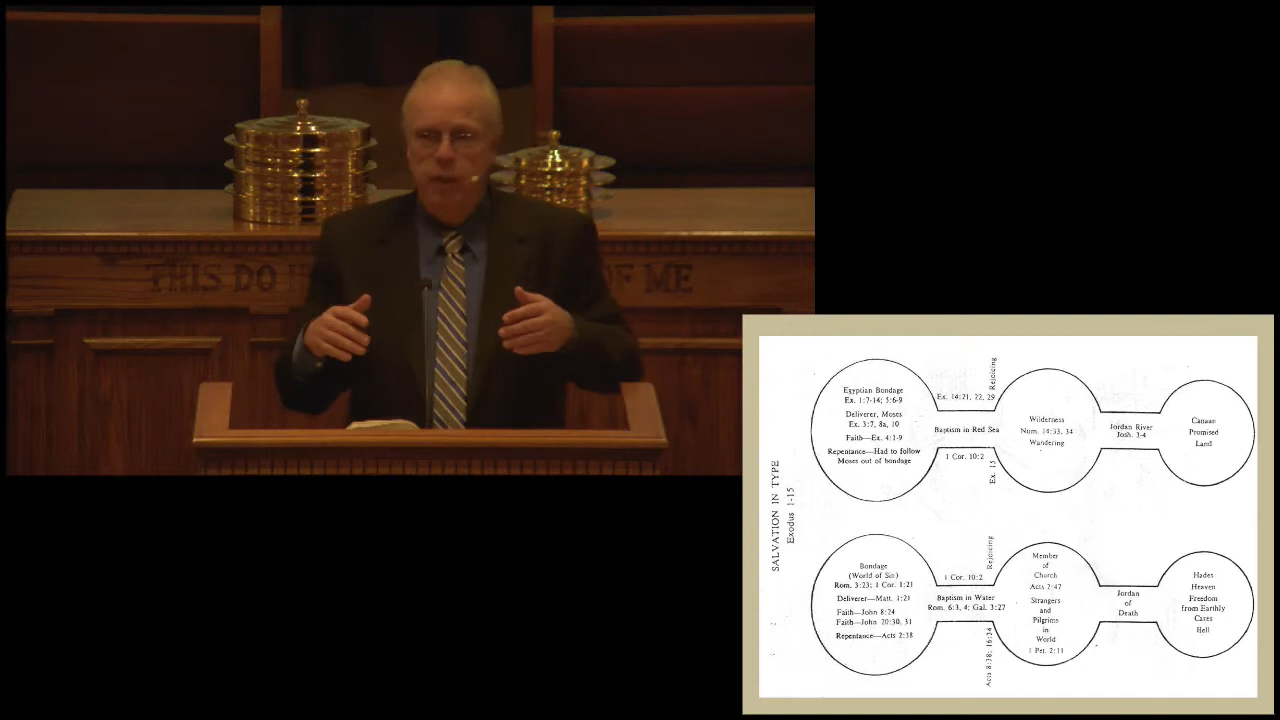 THIS DO
OF ME
SALVATION IN TYPE
Exodus 1-15
Egyptian Bondage
Ex. 1:7-14; 5:6-9
Deliverer, Moses
Ex. 3:7, 8a, 10
Faith—Ex. 4:1-9
Repentance—Had to follow
Moses out of bondage
Ex. 14:21, 22, 29
Rejoicing
Baptism in Red Sea
1 Cor. 10:2
Ex. 15
Wilderness
Num. 14:33, 34
Wandering
Jordan River
Josh. 3-4
Canaan
Promised
Land
Bondage
(World of Sin)
Rom. 3:23; 1 Cor. 1:21
Deliverer—Matt. 1:21
Faith—John 8:24
Faith—John 20:30, 31
Repentance—Acts 2:38
1 Cor. 10:2
Rejoicing
Baptism in Water
Rom. 6:3, 4; Gal. 3:27
Acts 8:38; 16:34
Member
of
Church
Acts 2:47
Strangers
and
Pilgrims
in
World
1 Pet. 2:11
Jordan
of
Death
Hades
Heaven
Freedom
from Earthly
Cares
Hell